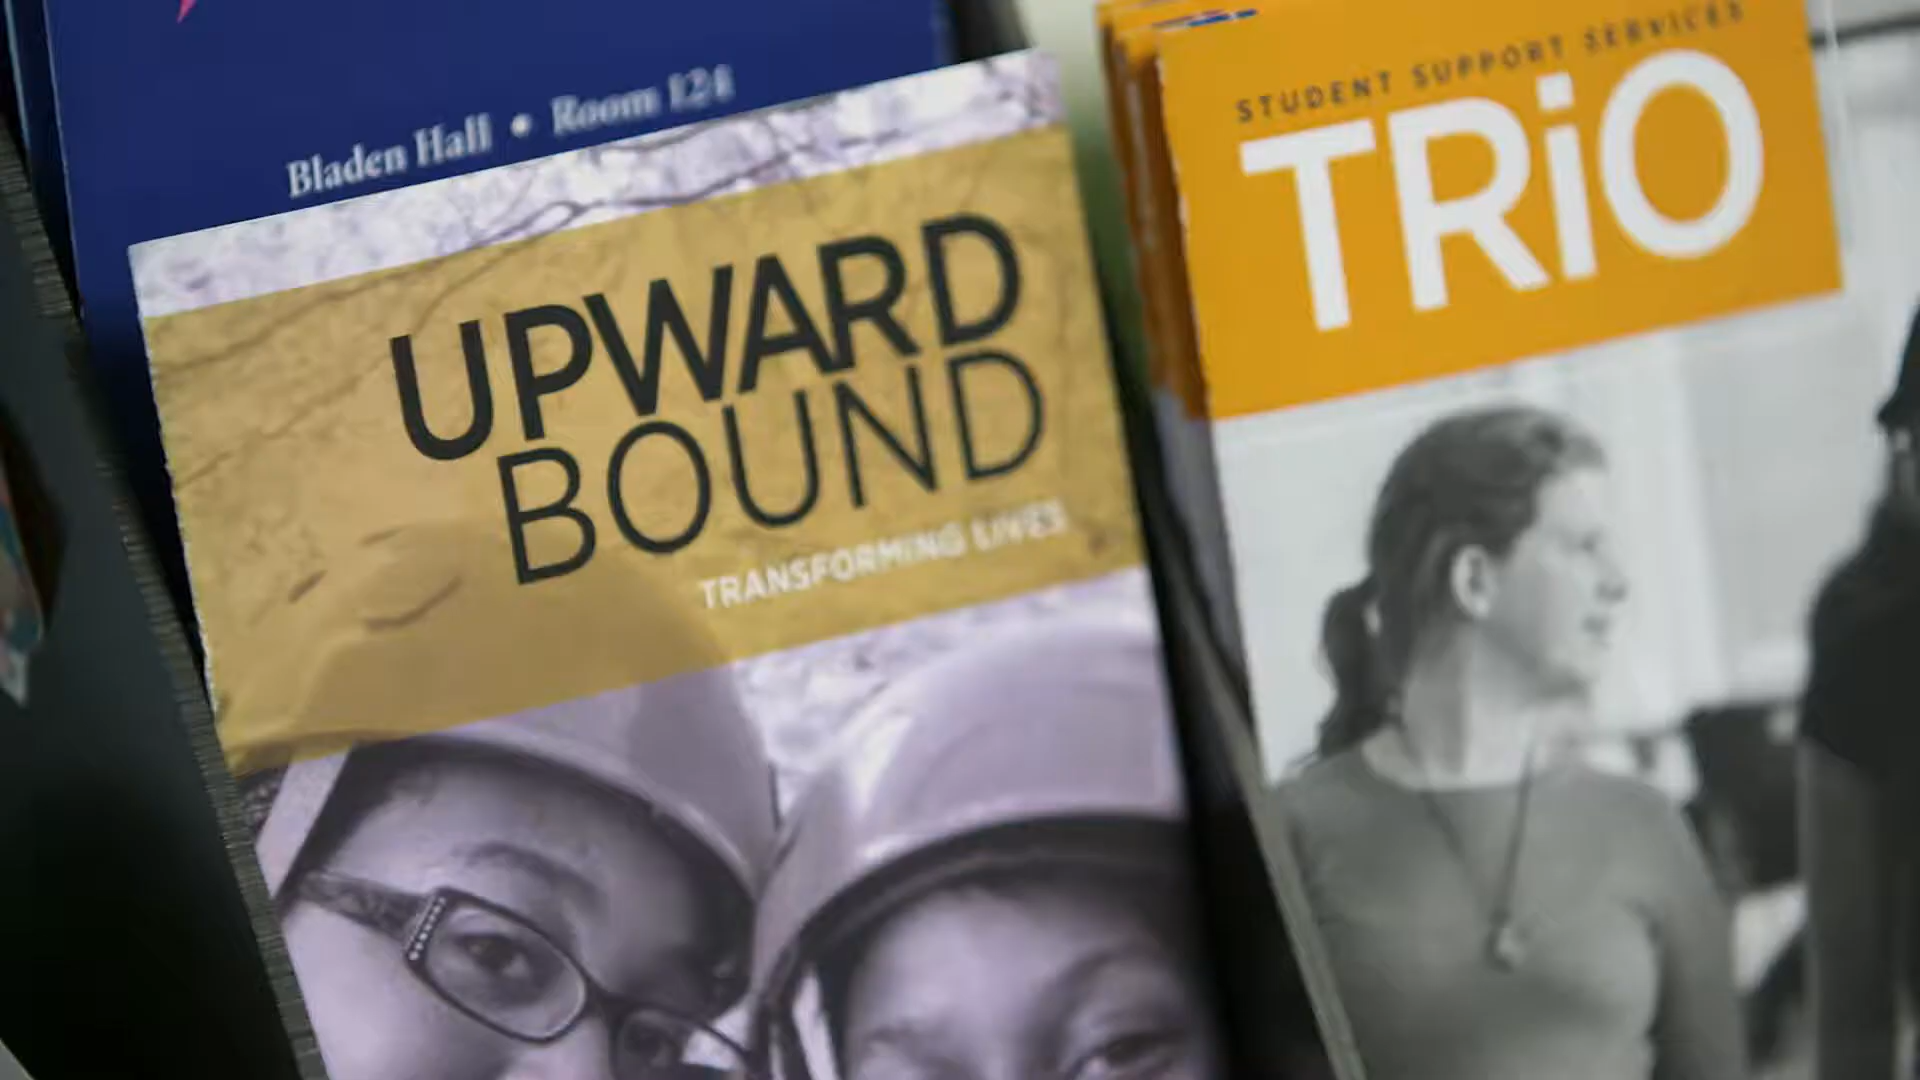 Bladen Hall • Room 124
UPWARD
BOUND
TRANSFORMING LIVES
STUDENT SUPPORT SERVICES
TRiO